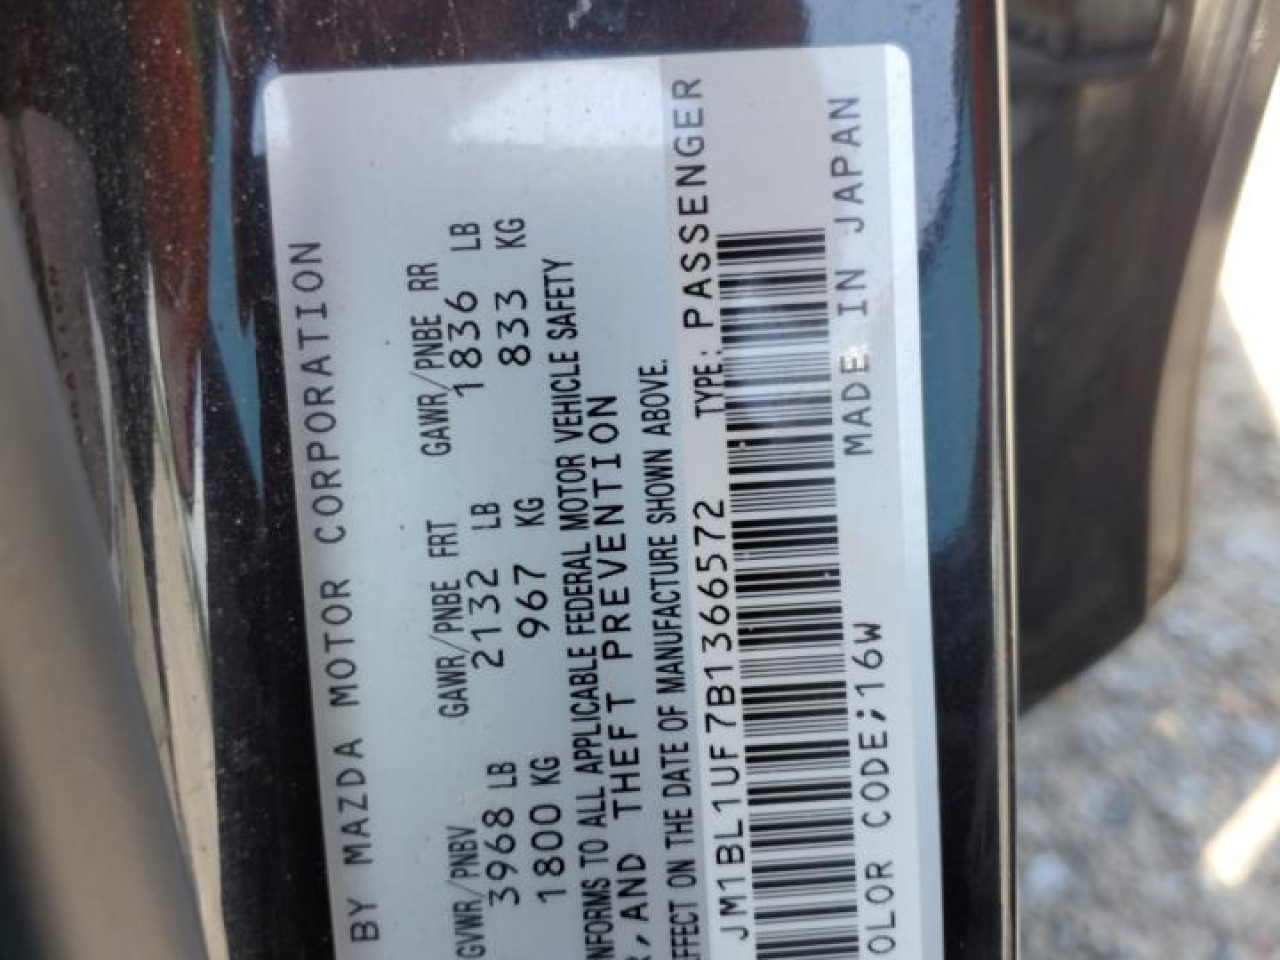 BY MAZDA MOTOR CORPORATION
GVWR/PNBV GAWR/PNBE FRT GAWR/PNBE RR
3968 LB 2132 LB 1836 LB
1800 KG 967 KG 833 KG
NFORMS TO ALL APPLICABLE FEDERAL MOTOR VEHICLE SAFETY
R, AND THEFT PREVENTION
EFFECT ON THE DATE OF MANUFACTURE SHOWN ABOVE.
JM1BL1UF7B1366572 TYPE: PASSENGER
OLOR CODE;16W MADE IN JAPAN